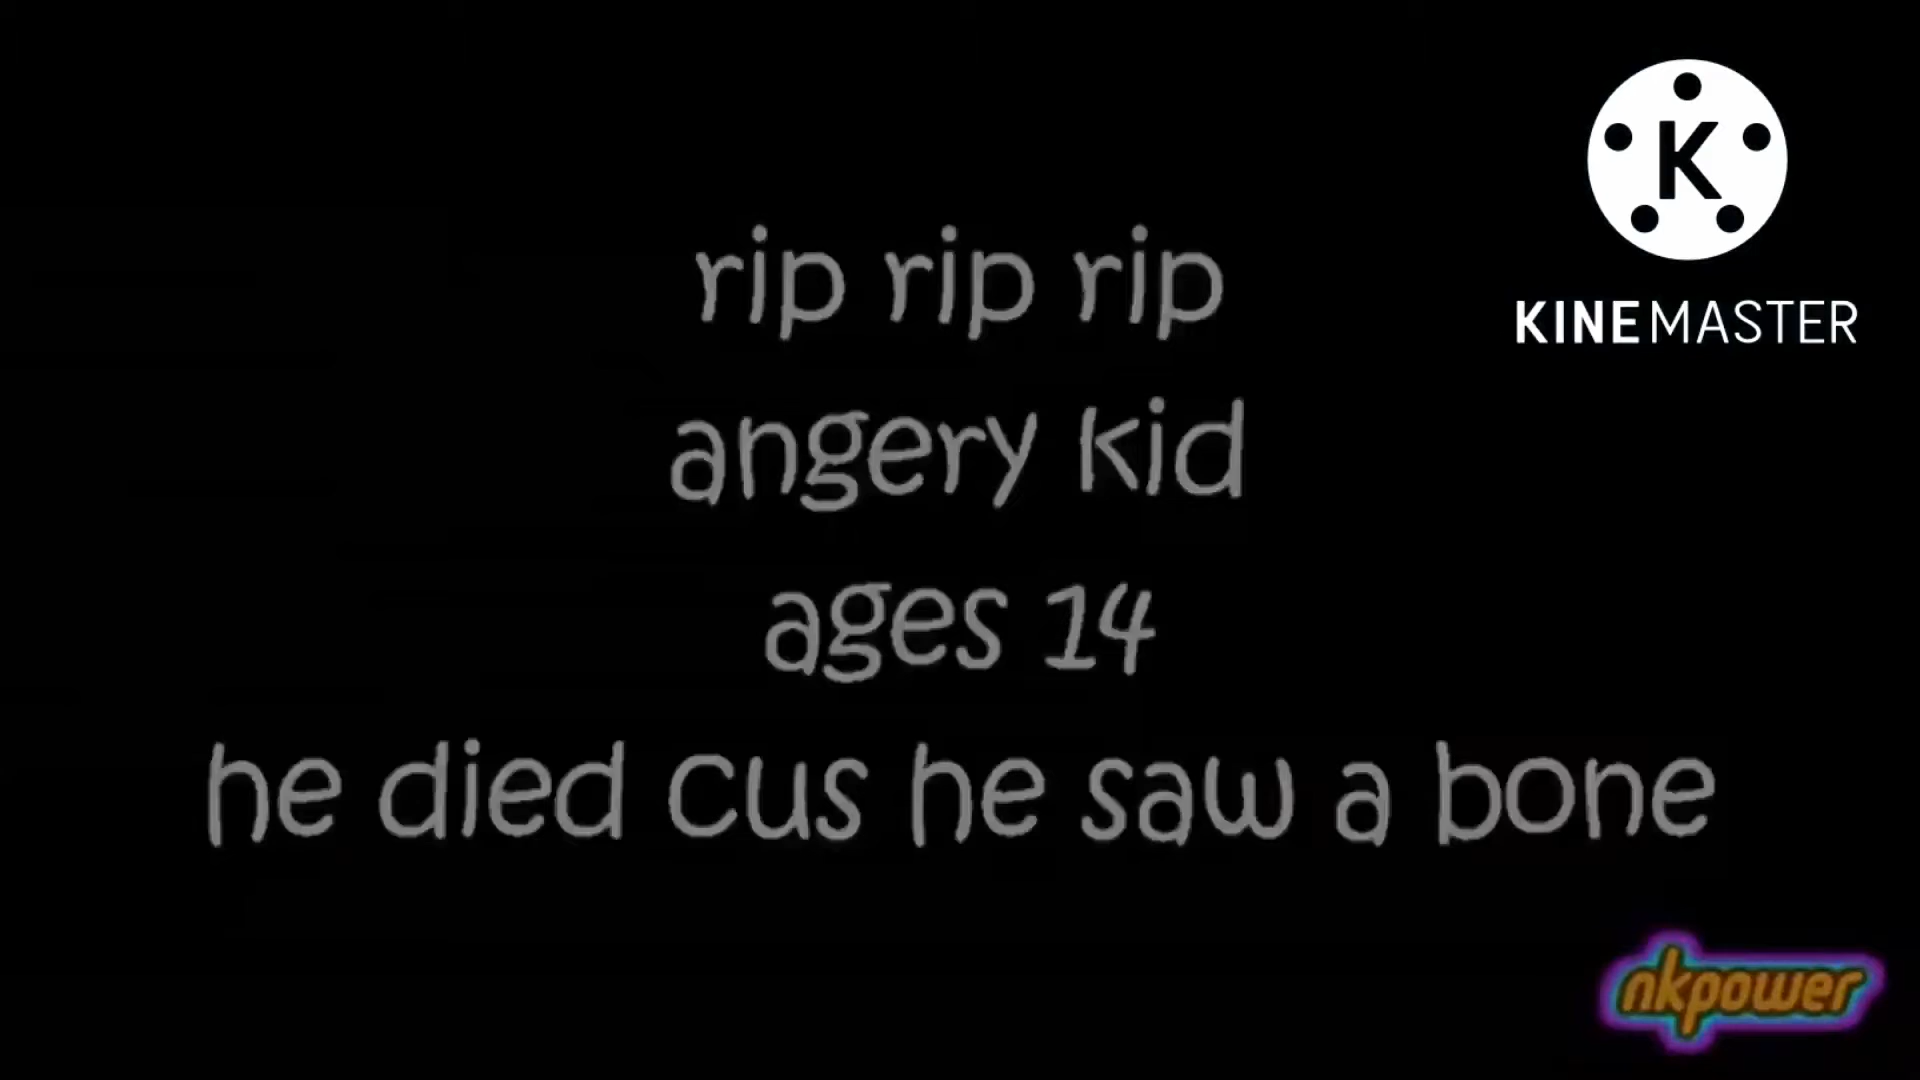 K
KINEMASTER
rip rip rip
angery kid
ages 14
he died cus he saw a bone
nkpower